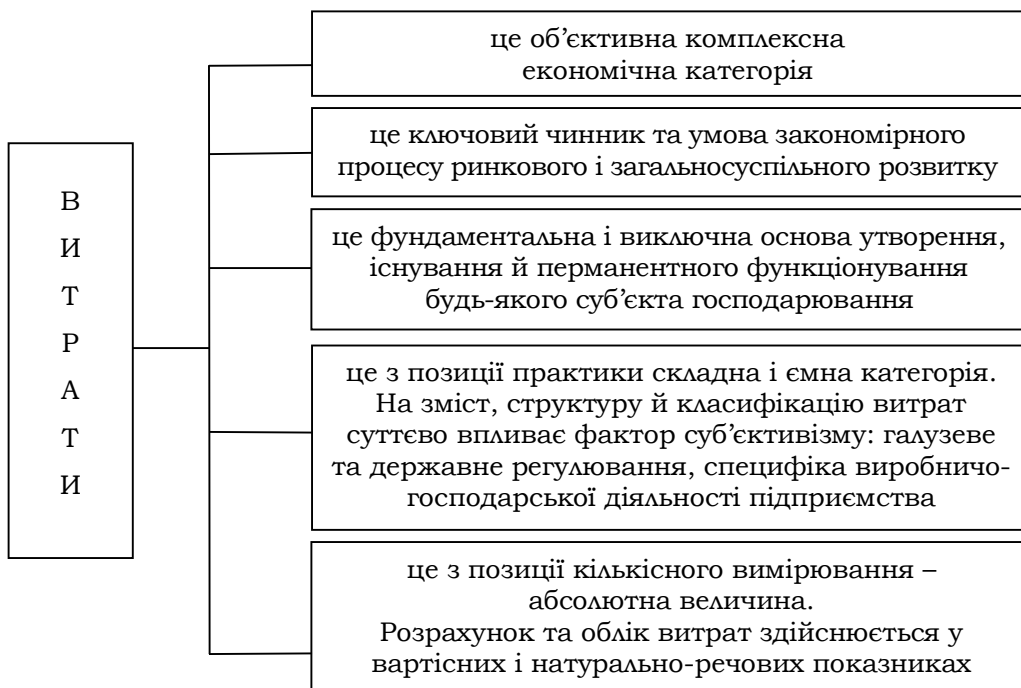 це об’єктивна комплексна
економічна категорія
це ключовий чинник та умова закономірного
процесу ринкового і загальносуспільного розвитку
В
И
Т
Р
А
Т
И
це фундаментальна і виключна основа утворення,
існування й перманентного функціонування
будь-якого суб’єкта господарювання
це з позиції практики складна і ємна категорія.
На зміст, структуру й класифікацію витрат
суттєво впливає фактор суб’єктивізму: галузеве
та державне регулювання, специфіка виробничо-
господарської діяльності підприємства
це з позиції кількісного вимірювання –
абсолютна величина.
Розрахунок та облік витрат здійснюється у
вартісних і натурально-речових показниках